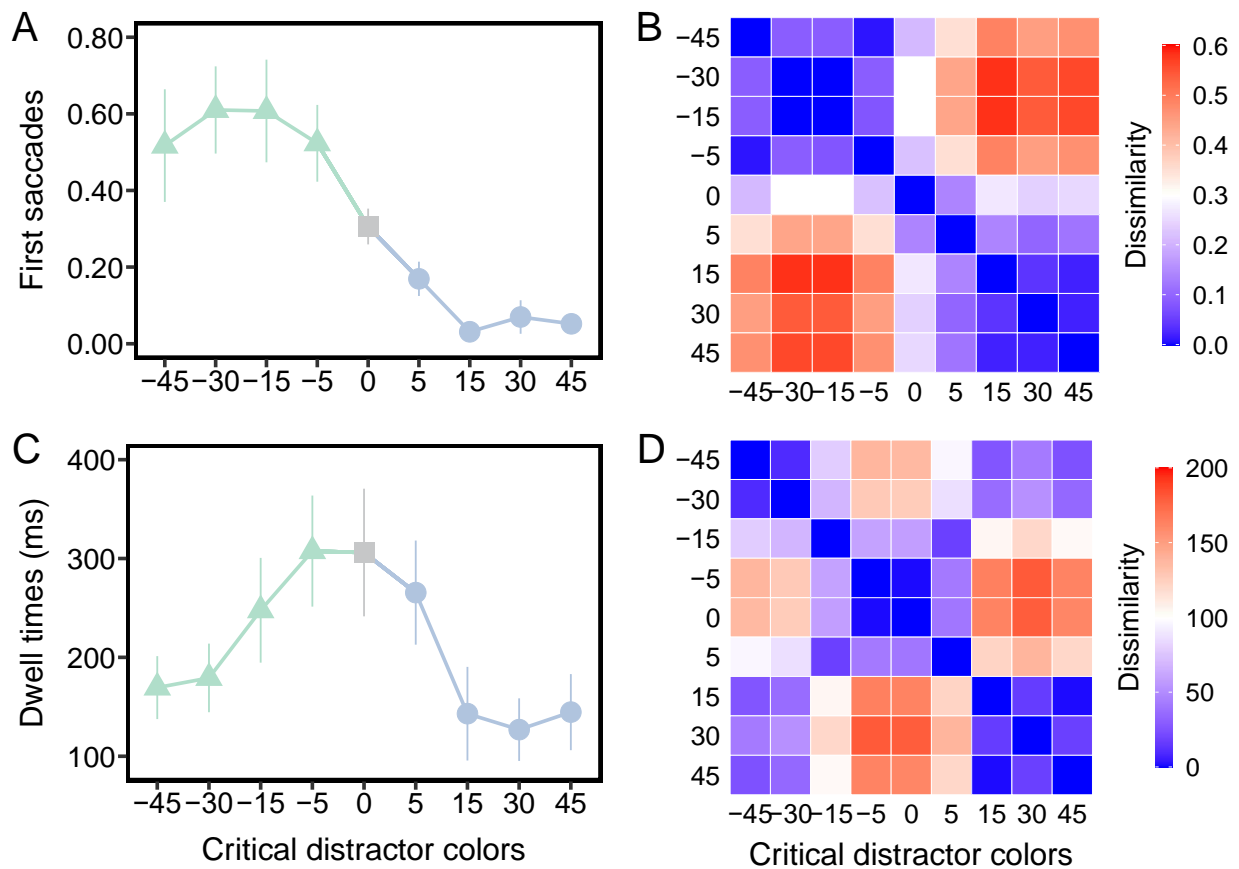 A
First saccades
0.80
0.60
0.40
0.20
0.00
−45 −30 −15 −5 0 5 15 30 45
B
−45
−30
−15
−5
0
5
15
30
45
−45 −30 −15 −5 0 5 15 30 45
Dissimilarity
0.6
0.5
0.4
0.3
0.2
0.1
0.0
C
Dwell times (ms)
400
300
200
100
−45 −30 −15 −5 0 5 15 30 45
Critical distractor colors
D
−45
−30
−15
−5
0
5
15
30
45
−45 −30 −15 −5 0 5 15 30 45
Critical distractor colors
Dissimilarity
200
150
100
50
0